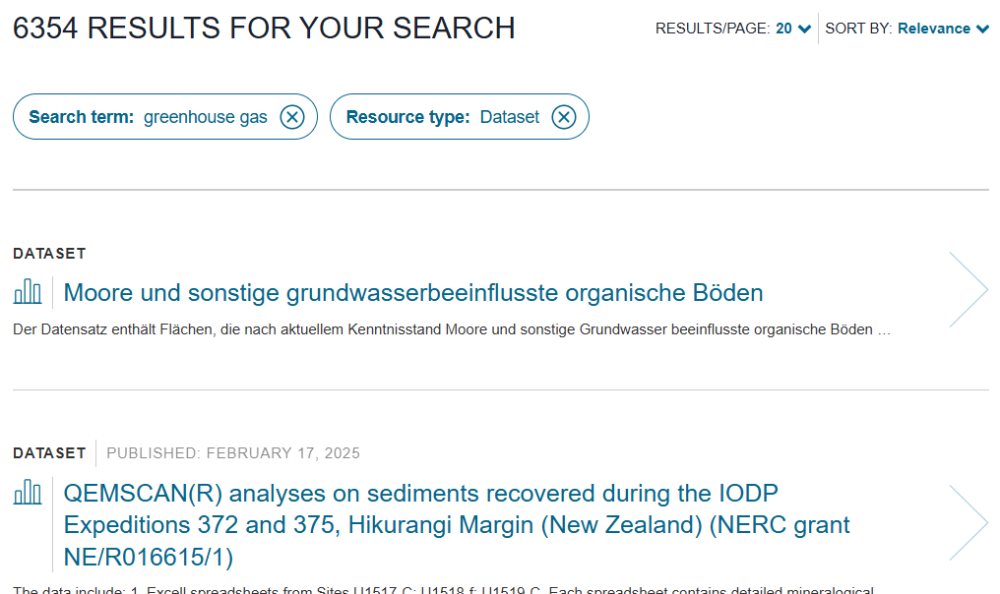 6354 RESULTS FOR YOUR SEARCH
RESULTS/PAGE: 20 SORT BY: Relevance
Search term: greenhouse gas Resource type: Dataset
DATASET
Moore und sonstige grundwasserbeeinflusste organische Böden
Der Datensatz enthält Flächen, die nach aktuellem Kenntnisstand Moore und sonstige Grundwasser beeinflusste organische Böden …
DATASET PUBLISHED: FEBRUARY 17, 2025
QEMSCAN(R) analyses on sediments recovered during the IODP
Expeditions 372 and 375, Hikurangi Margin (New Zealand) (NERC grant
NE/R016615/1)
The data include: 1. Excell spreadsheets from Sites U1517-C; U1518-f; U1519-C. Each spreadsheet contains detailed mineralogical